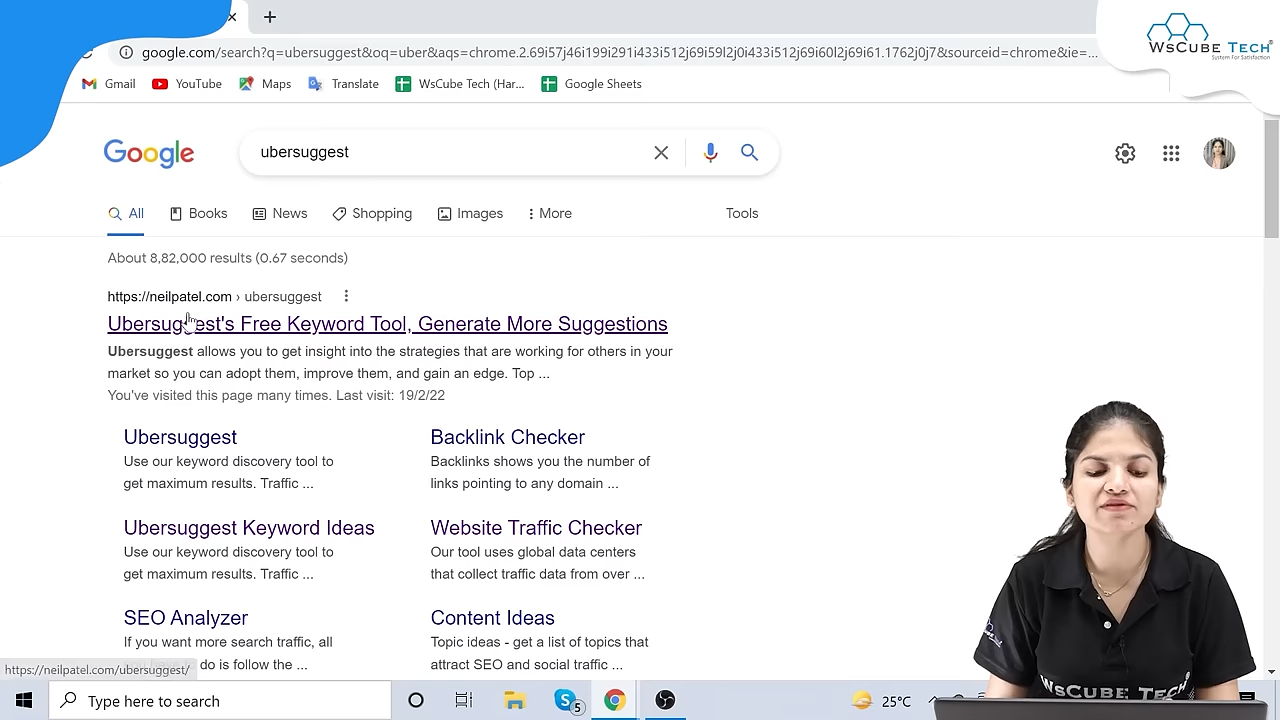 WsCube Tech
System For Satisfaction
google.com/search?q=ubersuggest&oq=uber&aqs=chrome.2.69i57j46i199i291i433i512j69i59l2j0i433i512j69i60l2j69i61.1762j0j7&sourceid=chrome&ie=...
Gmail YouTube Maps Translate WsCube Tech (Har... Google Sheets
Google ubersuggest
All Books News Shopping Images More Tools
About 8,82,000 results (0.67 seconds)
https://neilpatel.com › ubersuggest
Ubersuggest's Free Keyword Tool, Generate More Suggestions
Ubersuggest allows you to get insight into the strategies that are working for others in your
market so you can adopt them, improve them, and gain an edge. Top ...
You've visited this page many times. Last visit: 19/2/22
Ubersuggest
Use our keyword discovery tool to
get maximum results. Traffic ...
Backlink Checker
Backlinks shows you the number of
links pointing to any domain ...
Ubersuggest Keyword Ideas
Use our keyword discovery tool to
get maximum results. Traffic ...
Website Traffic Checker
Our tool uses global data centers
that collect traffic data from over ...
SEO Analyzer
If you want more search traffic, all
do is follow the ...
Content Ideas
Topic ideas - get a list of topics that
attract SEO and social traffic ...
https://neilpatel.com/ubersuggest/
Type here to search 5 25°C
WsCube Tech